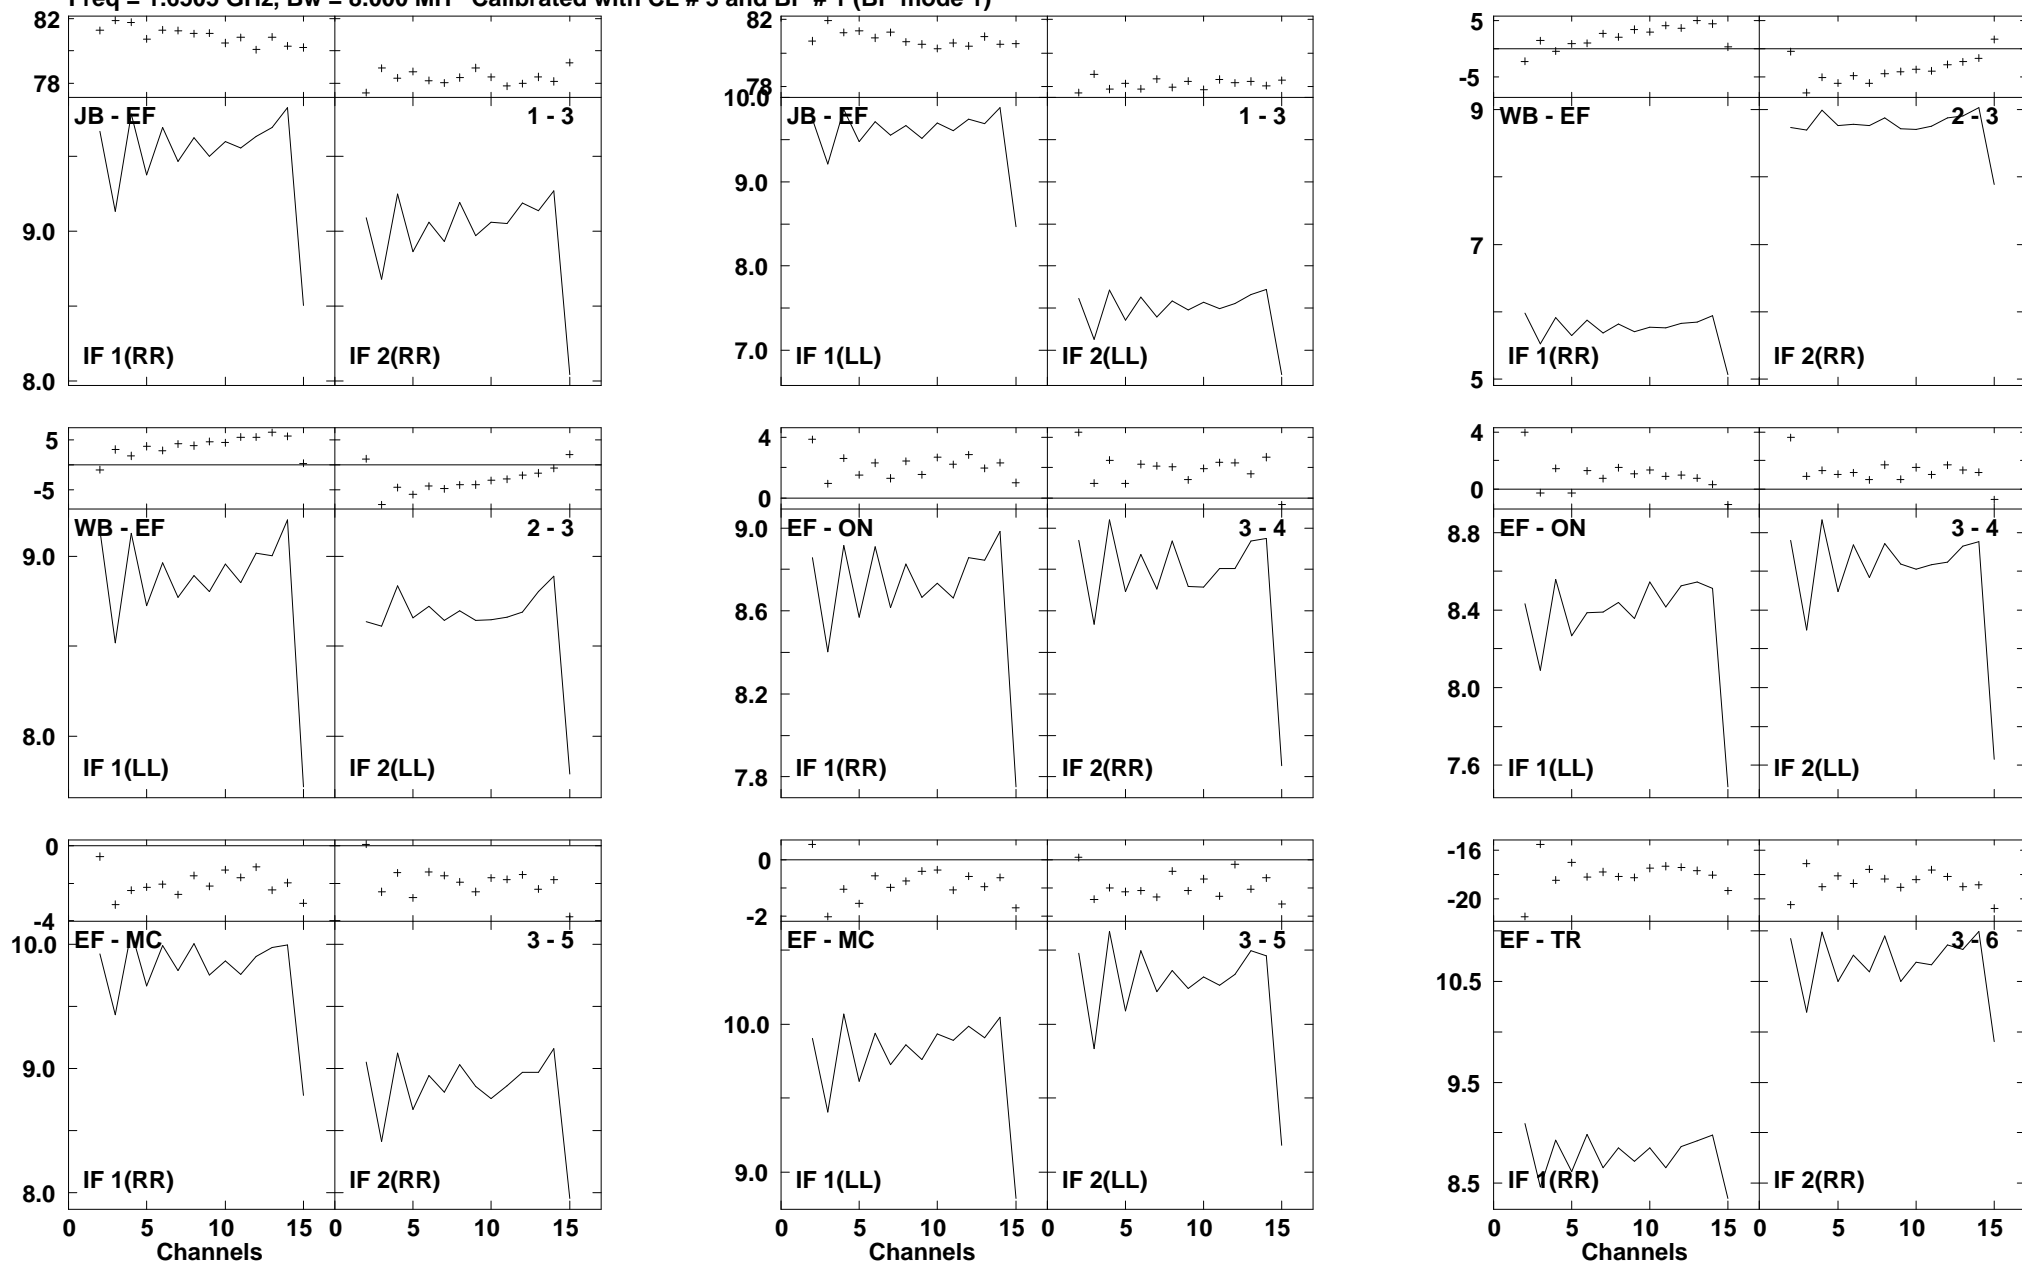 82
78
JB - EF
1 - 3
9.0
8.0
IF 1(RR)
IF 2(RR)
82
78
10.0
JB - EF
1 - 3
9.0
8.0
7.0
IF 1(LL)
IF 2(LL)
5
-5
WB - EF
2 - 3
9
7
5
IF 1(RR)
IF 2(RR)
5
-5
WB - EF
2 - 3
9.0
8.0
IF 1(LL)
IF 2(LL)
4
0
EF - ON
3 - 4
9.0
8.6
8.2
7.8
IF 1(RR)
IF 2(RR)
4
0
EF - ON
3 - 4
8.8
8.4
8.0
7.6
IF 1(LL)
IF 2(LL)
0
-4
EF - MC
3 - 5
10.0
9.0
8.0
IF 1(RR)
IF 2(RR)
0 5 10 15 0 5 10 15
Channels
0
-2
EF - MC
3 - 5
10.0
9.0
IF 1(LL)
IF 2(LL)
0 5 10 15 0 5 10 15
Channels
-16
-20
EF - TR
3 - 6
10.5
9.5
8.5
IF 1(RR)
IF 2(RR)
0 5 10 15 0 5 10 15
Channels